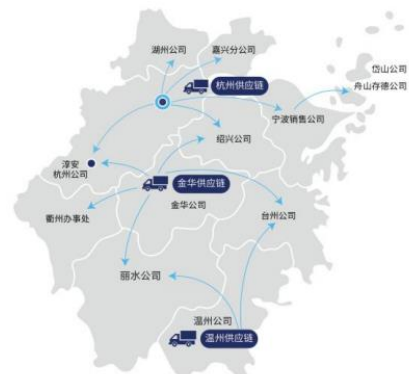 湖州公司
嘉兴分公司
岱山公司
杭州供应链
舟山存德公司
宁波销售公司
绍兴公司
淳安
杭州公司
金华供应链
金华公司
衢州办事处
台州公司
丽水公司
温州公司
温州供应链